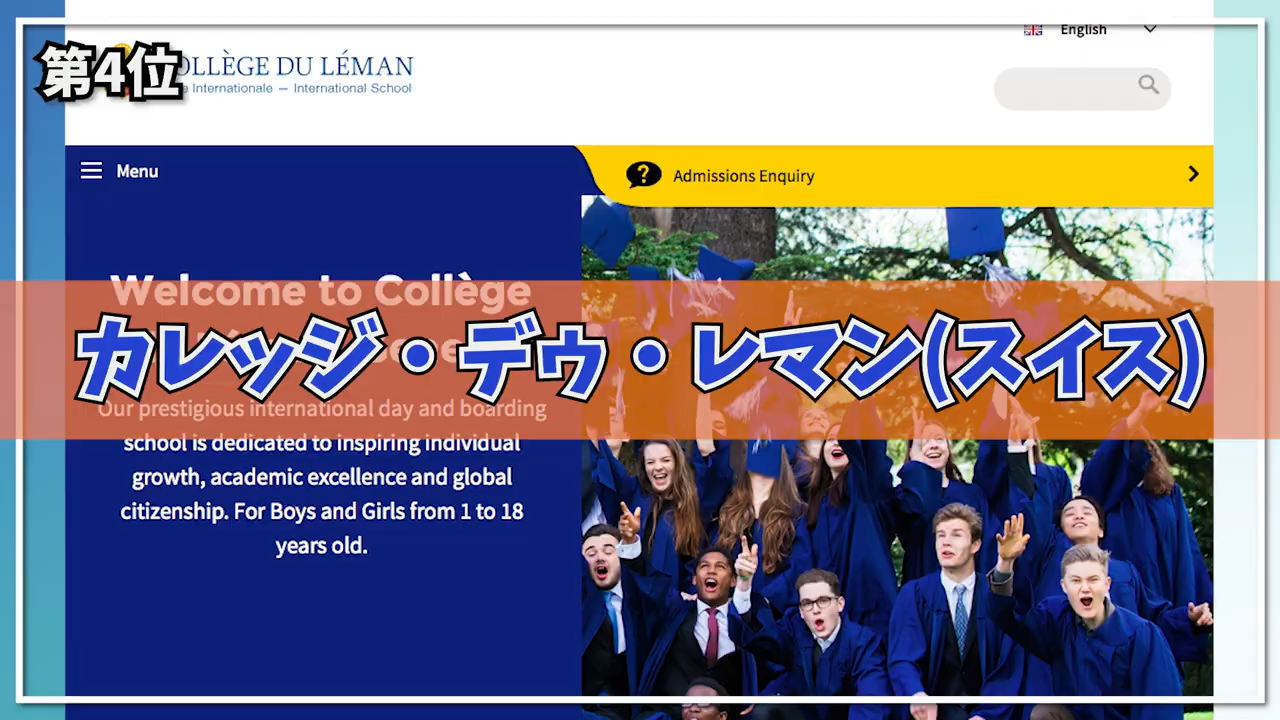 第4位
OLLÈGE DU LÉMAN
e Internationale — International School
English
Menu
Admissions Enquiry
Welcome to Collège
カレッジ・デゥ・レマン(スイス)
Our prestigious international day and boarding
school is dedicated to inspiring individual
growth, academic excellence and global
citizenship. For Boys and Girls from 1 to 18
years old.